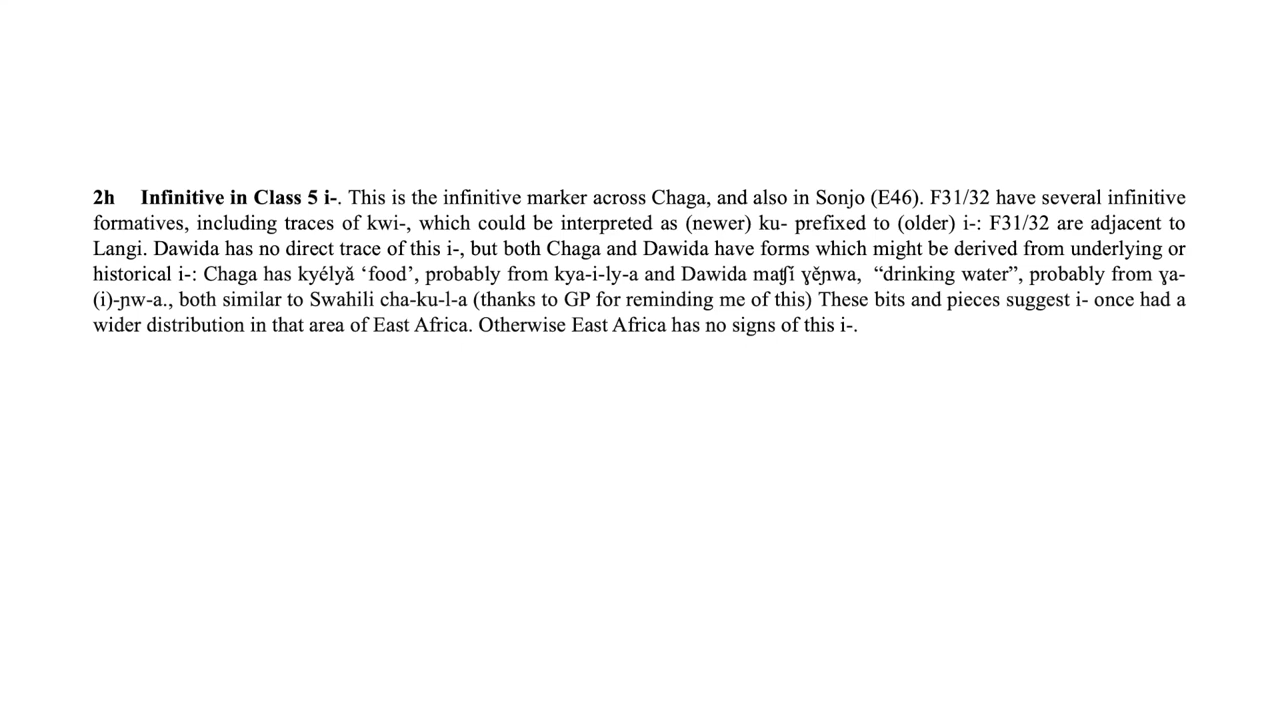 2h Infinitive in Class 5 i-. This is the infinitive marker across Chaga, and also in Sonjo (E46). F31/32 have several infinitive
formatives, including traces of kwi-, which could be interpreted as (newer) ku- prefixed to (older) i-: F31/32 are adjacent to
Langi. Dawida has no direct trace of this i-, but both Chaga and Dawida have forms which might be derived from underlying or
historical i-: Chaga has kyélyǎ ‘food’, probably from kya-i-ly-a and Dawida maʧi ɣěɲwa, “drinking water”, probably from ɣa-
(i)-ɲw-a., both similar to Swahili cha-ku-l-a (thanks to GP for reminding me of this) These bits and pieces suggest i- once had a
wider distribution in that area of East Africa. Otherwise East Africa has no signs of this i-.